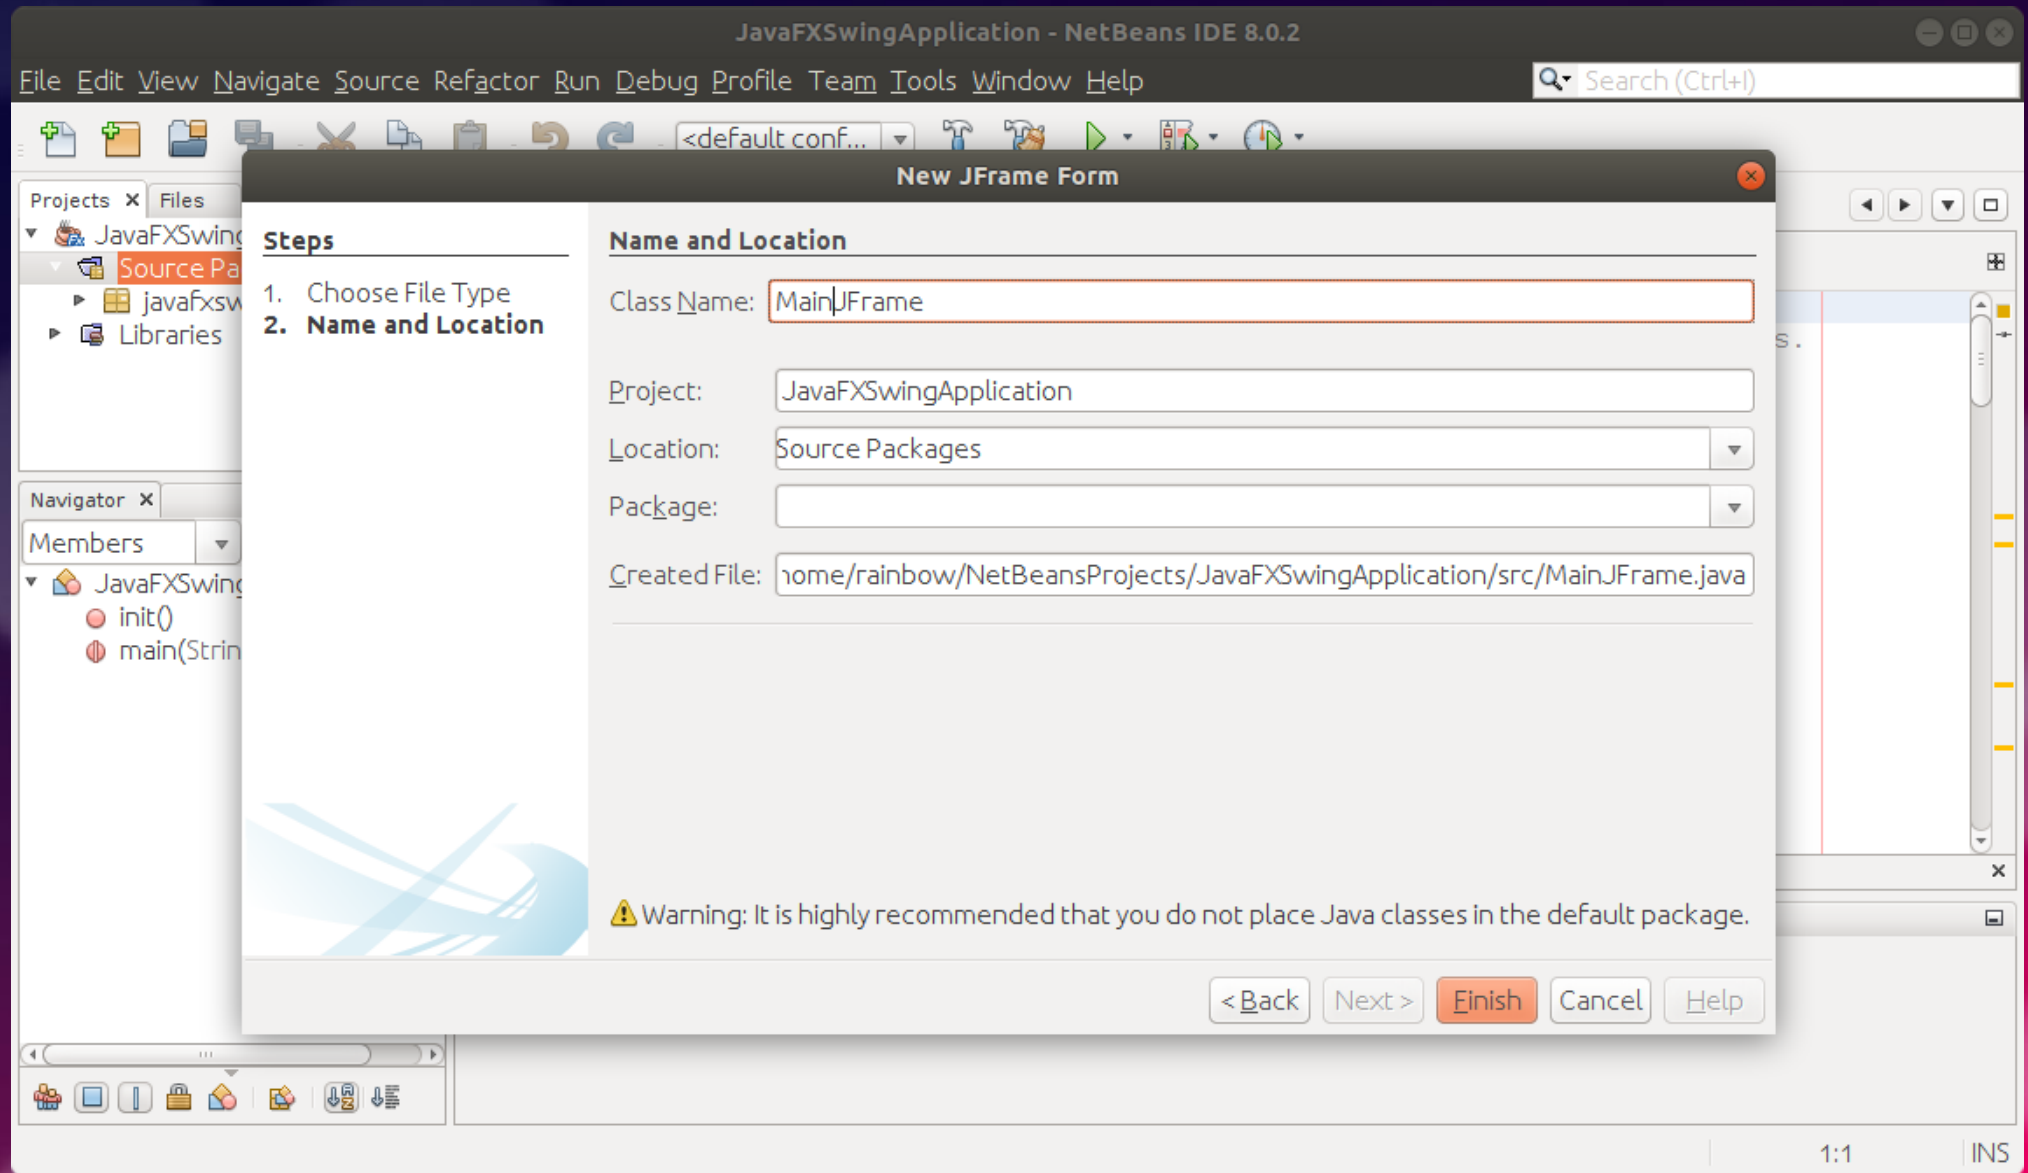 JavaFXSwingApplication - NetBeans IDE 8.0.2
File Edit View Navigate Source Refactor Run Debug Profile Team Tools Window Help
Search (Ctrl+I)
<default conf...
New JFrame Form
Projects
Files
JavaFXSwing
Source Pa
javafxsw
Libraries
Steps
1. Choose File Type
2. Name and Location
Name and Location
Class Name: MainJFrame
Project: JavaFXSwingApplication
Location: Source Packages
Package:
Created File: home/rainbow/NetBeansProjects/JavaFXSwingApplication/src/MainJFrame.java
s.
Navigator
Members
JavaFXSwing
init()
main(Strin
Warning: It is highly recommended that you do not place Java classes in the default package.
< Back Next > Finish Cancel Help
1:1 INS